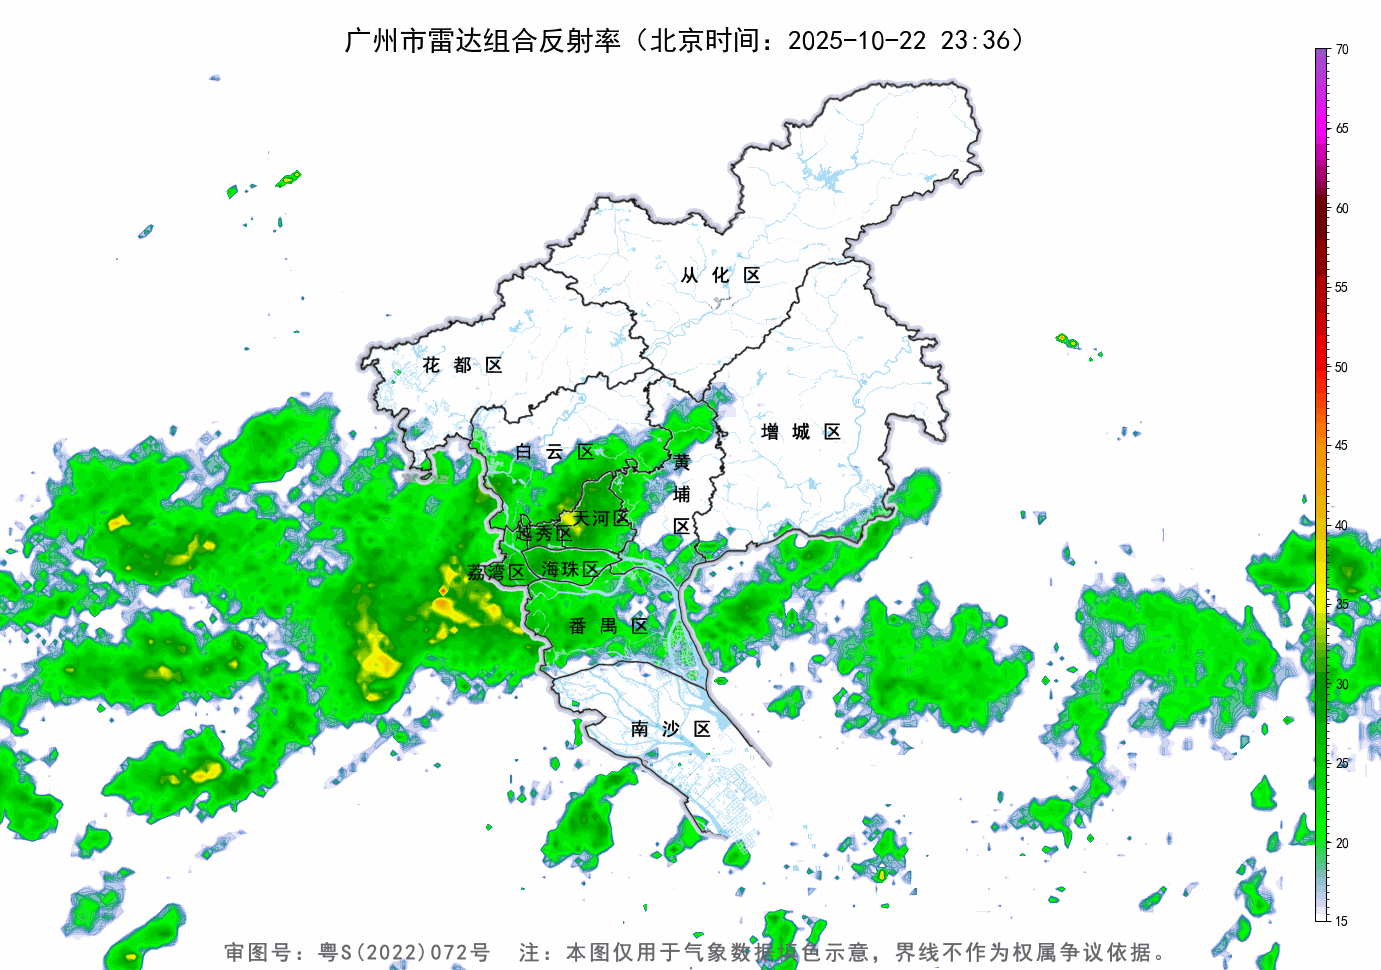 广州市雷达组合反射率（北京时间：2025-10-22 23:36）
70
65
60
55
50
45
40
35
30
25
20
15
从化区
花都区
增城区
白云区
黄埔区
天河区
越秀区
荔湾区
海珠区
番禺区
南沙区
审图号：粤S(2022)072号 注：本图仅用于气象数据填色示意，界线不作为权属争议依据。